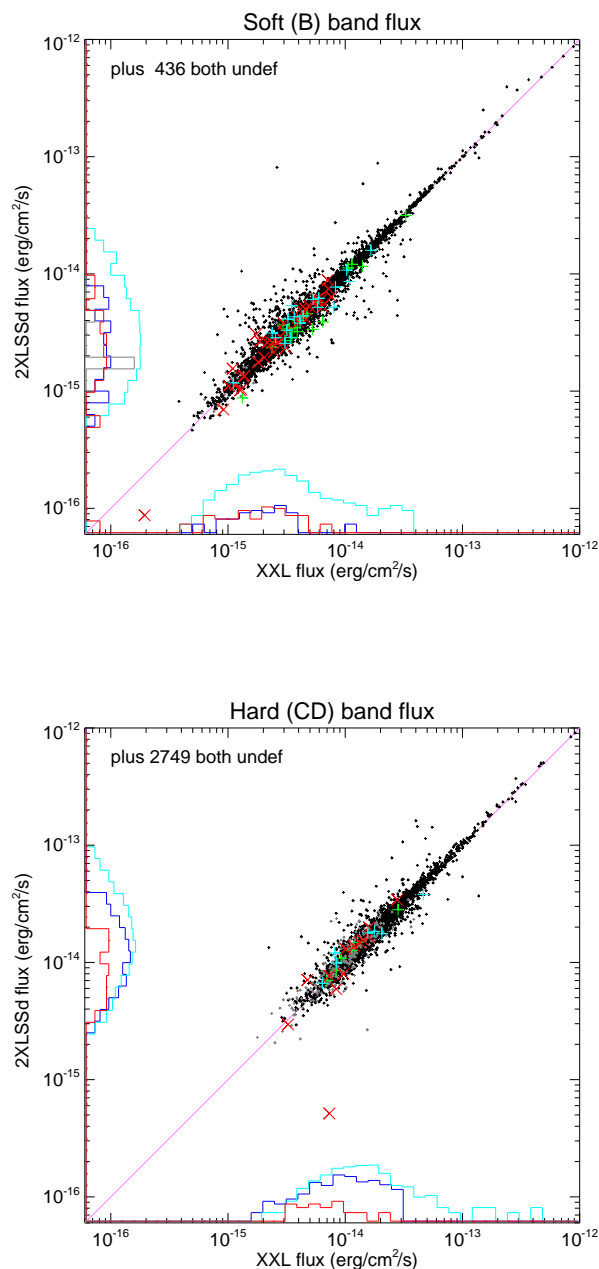 Soft (B) band flux
10⁻¹²
plus 436 both undef
10⁻¹³
2XLSSd flux (erg/cm²/s)
10⁻¹⁴
10⁻¹⁵
10⁻¹⁶
10⁻¹⁶ 10⁻¹⁵ 10⁻¹⁴ 10⁻¹³ 10⁻¹²
XXL flux (erg/cm²/s)
Hard (CD) band flux
10⁻¹²
plus 2749 both undef
10⁻¹³
2XLSSd flux (erg/cm²/s)
10⁻¹⁴
10⁻¹⁵
10⁻¹⁶
10⁻¹⁶ 10⁻¹⁵ 10⁻¹⁴ 10⁻¹³ 10⁻¹²
XXL flux (erg/cm²/s)